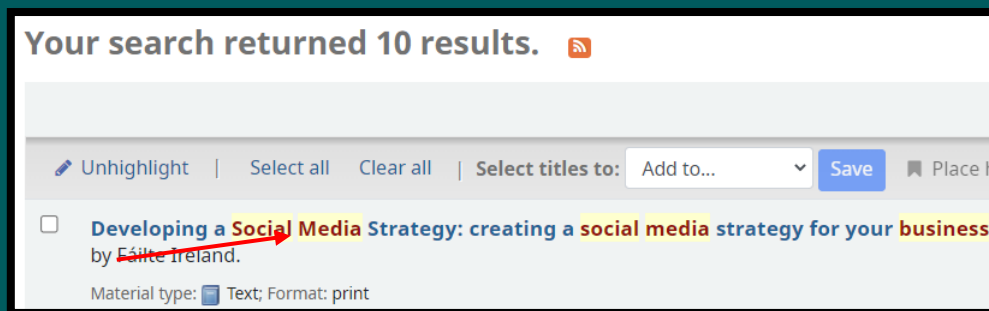 Your search returned 10 results.
Unhighlight | Select all Clear all | Select titles to: Add to... Save Place
Developing a Social Media Strategy: creating a social media strategy for your business
by Fáilte Ireland.
Material type: Text; Format: print